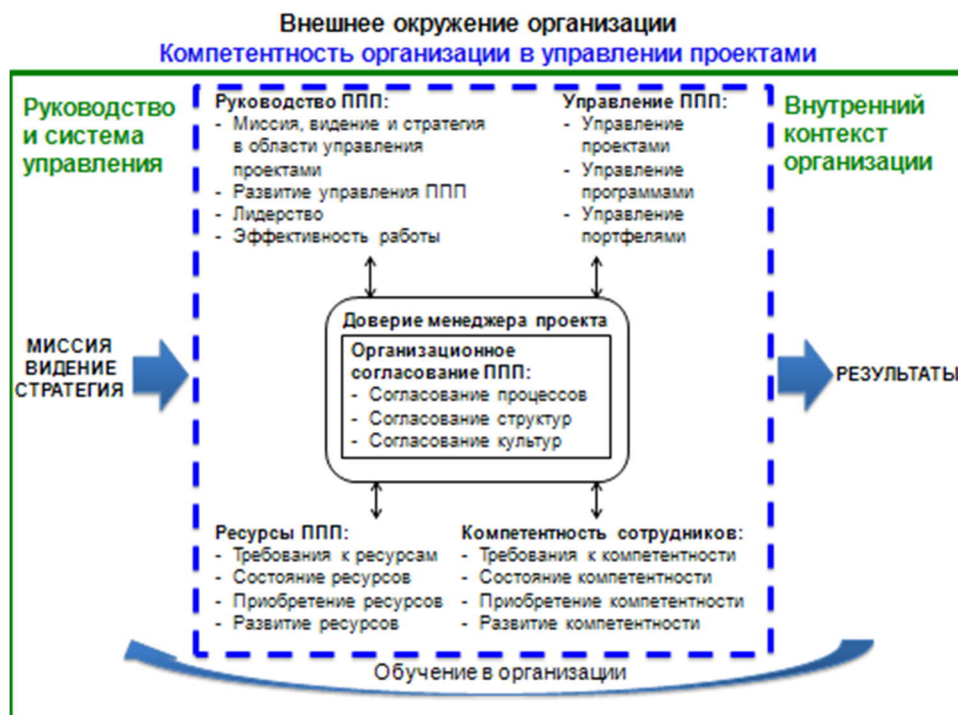 Внешнее окружение организации
Компетентность организации в управлении проектами
Руководство
и система
управления
Руководство ППП:
- Миссия, видение и стратегия
в области управления
проектами
- Развитие управления ППП
- Лидерство
- Эффективность работы
Управление ППП:
- Управление
проектами
- Управление
программами
- Управление
портфелями
Внутренний
контекст
организации
МИССИЯ
ВИДЕНИЕ
СТРАТЕГИЯ
Доверие менеджера проекта
Организационное
согласование ППП:
- Согласование процессов
- Согласование структур
- Согласование культур
РЕЗУЛЬТАТЫ
Ресурсы ППП:
- Требования к ресурсам
- Состояние ресурсов
- Приобретение ресурсов
- Развитие ресурсов
Компетентность сотрудников:
- Требования к компетентности
- Состояние компетентности
- Приобретение компетентности
- Развитие компетентности
Обучение в организации